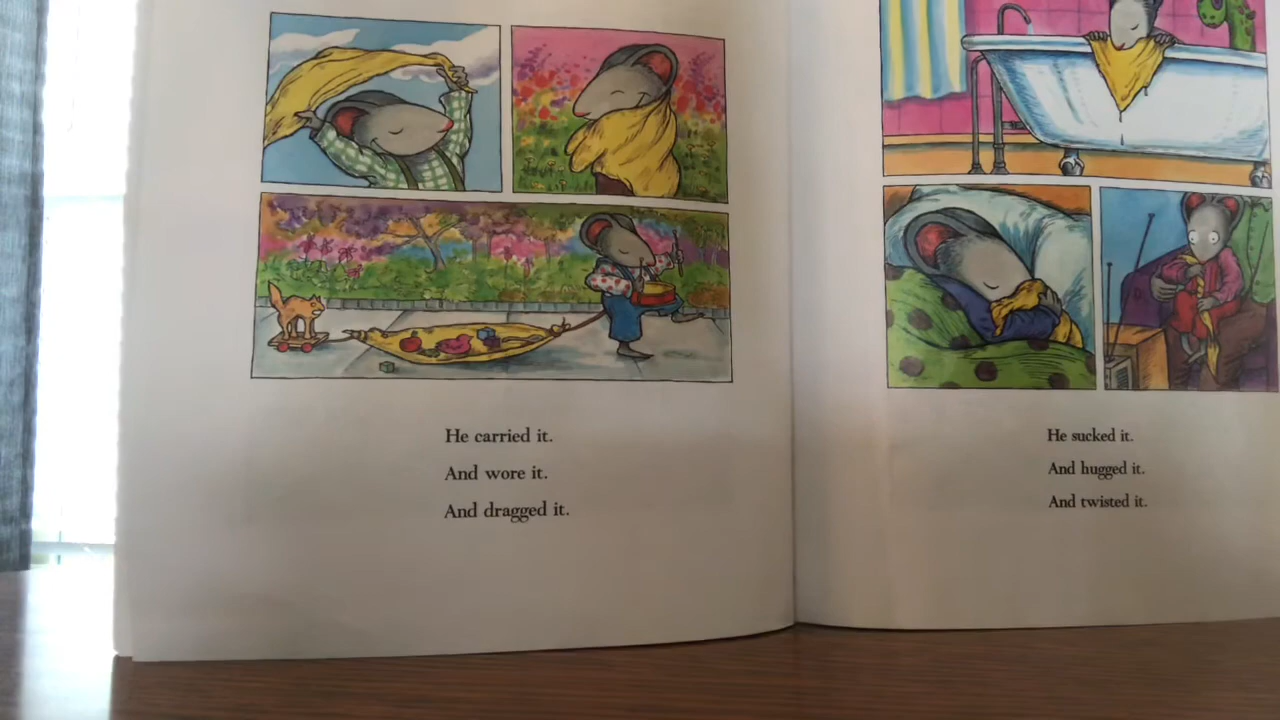 He carried it.
And wore it.
And dragged it.
He sucked it.
And hugged it.
And twisted it.